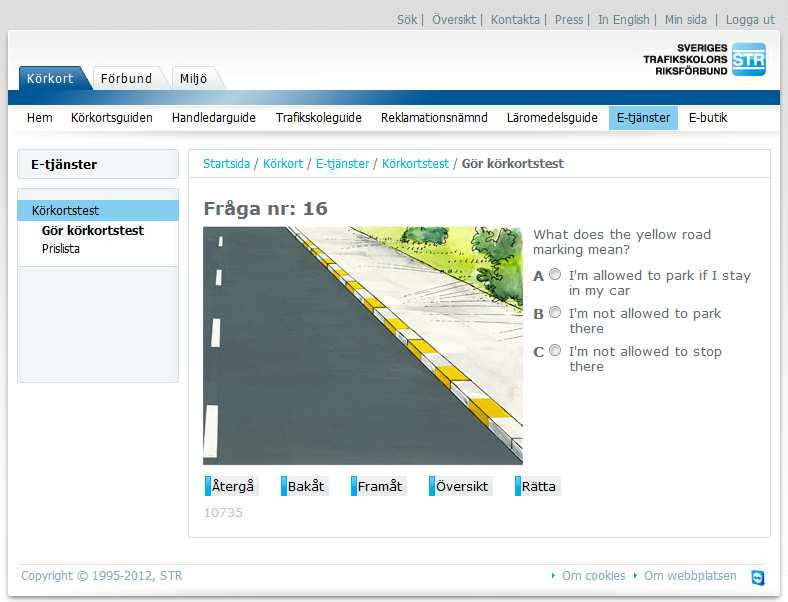 Sök | Översikt | Kontakta | Press | In English | Min sida | Logga ut
SVERIGES
TRAFIKSKOLORS
RIKSFÖRBUND
STR
Körkort Förbund Miljö
Hem Körkortsguiden Handledarguide Trafikskoleguide Reklamationsnämnd Läromedelsguide E-tjänster E-butik
E-tjänster
Körkortstest
Gör körkortstest
Prislista
Startsida / Körkort / E-tjänster / Körkortstest / Gör körkortstest
Fråga nr: 16
What does the yellow road
marking mean?
A I'm allowed to park if I stay
in my car
B I'm not allowed to park
there
C I'm not allowed to stop
there
Återgå Bakåt Framåt Översikt Rätta
10735
Copyright © 1995-2012, STR
Om cookies Om webbplatsen